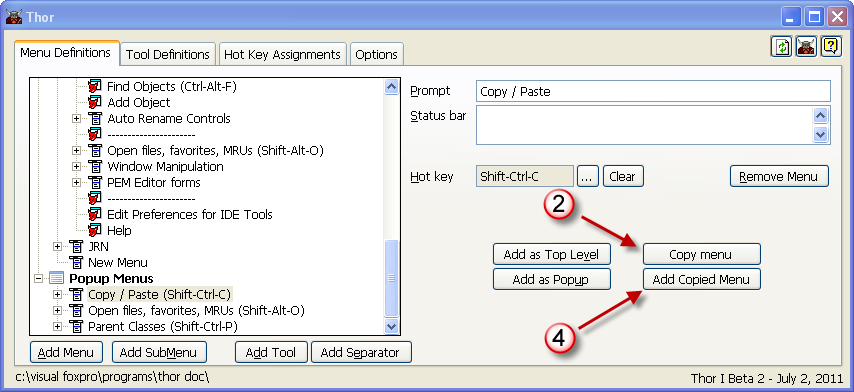 Thor
Menu Definitions Tool Definitions Hot Key Assignments Options
Find Objects (Ctrl-Alt-F)
Add Object
Auto Rename Controls
----------------------
Open files, favorites, MRUs (Shift-Alt-O)
Window Manipulation
PEM Editor forms
----------------------
Edit Preferences for IDE Tools
Help
JRN
New Menu
Popup Menus
Copy / Paste (Shift-Ctrl-C)
Open files, favorites, MRUs (Shift-Alt-O)
Parent Classes (Shift-Ctrl-P)
Add Menu Add SubMenu Add Tool Add Separator
Prompt Copy / Paste
Status bar
Hot key Shift-Ctrl-C ... Clear Remove Menu
2
Add as Top Level Copy menu
Add as Popup Add Copied Menu
4
c:\visual foxpro\programs\thor doc\ Thor I Beta 2 - July 2, 2011